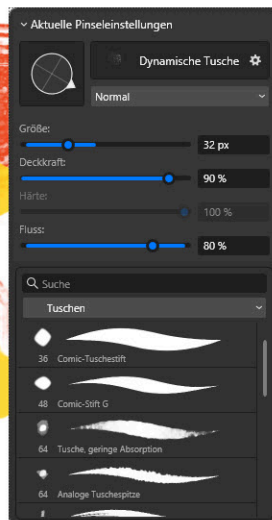 Aktuelle Pinseleinstellungen
Dynamische Tusche
Normal
Größe:
32 px
Deckkraft:
90 %
Härte:
100 %
Fluss:
80 %
Suche
Tuschen
36 Comic-Tuschestift
48 Comic-Stift G
64 Tusche, geringe Absorption
64 Analoge Tuschespitze